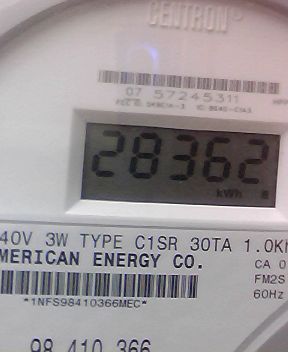 CENTRON®
07 57245311
28362
kWh
40V 3W TYPE C1SR 30TA 1.0Kh
MERICAN ENERGY CO.
CA 0
FM2S
60Hz
*1NFS98410366MEC*
98 410 366